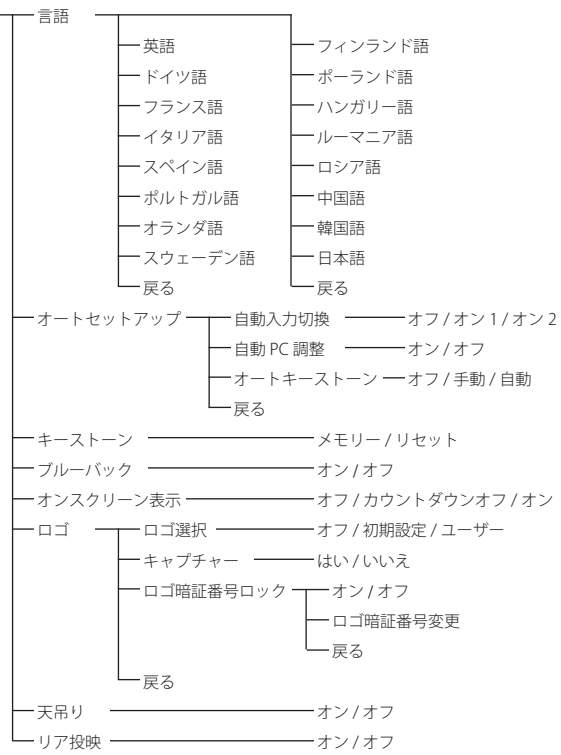 言語
英語 フィンランド語
ドイツ語 ポーランド語
フランス語 ハンガリー語
イタリア語 ルーマニア語
スペイン語 ロシア語
ポルトガル語 中国語
オランダ語 韓国語
スウェーデン語 日本語
戻る 戻る
オートセットアップ 自動入力切換 オフ / オン 1 / オン 2
自動 PC 調整 オン / オフ
オートキーストーン オフ / 手動 / 自動
戻る
キーストーン メモリー / リセット
ブルーバック オン / オフ
オンスクリーン表示 オフ / カウントダウンオフ / オン
ロゴ ロゴ選択 オフ / 初期設定 / ユーザー
キャプチャー はい / いいえ
ロゴ暗証番号ロック オン / オフ
ロゴ暗証番号変更
戻る
戻る
天吊り オン / オフ
リア投映 オン / オフ